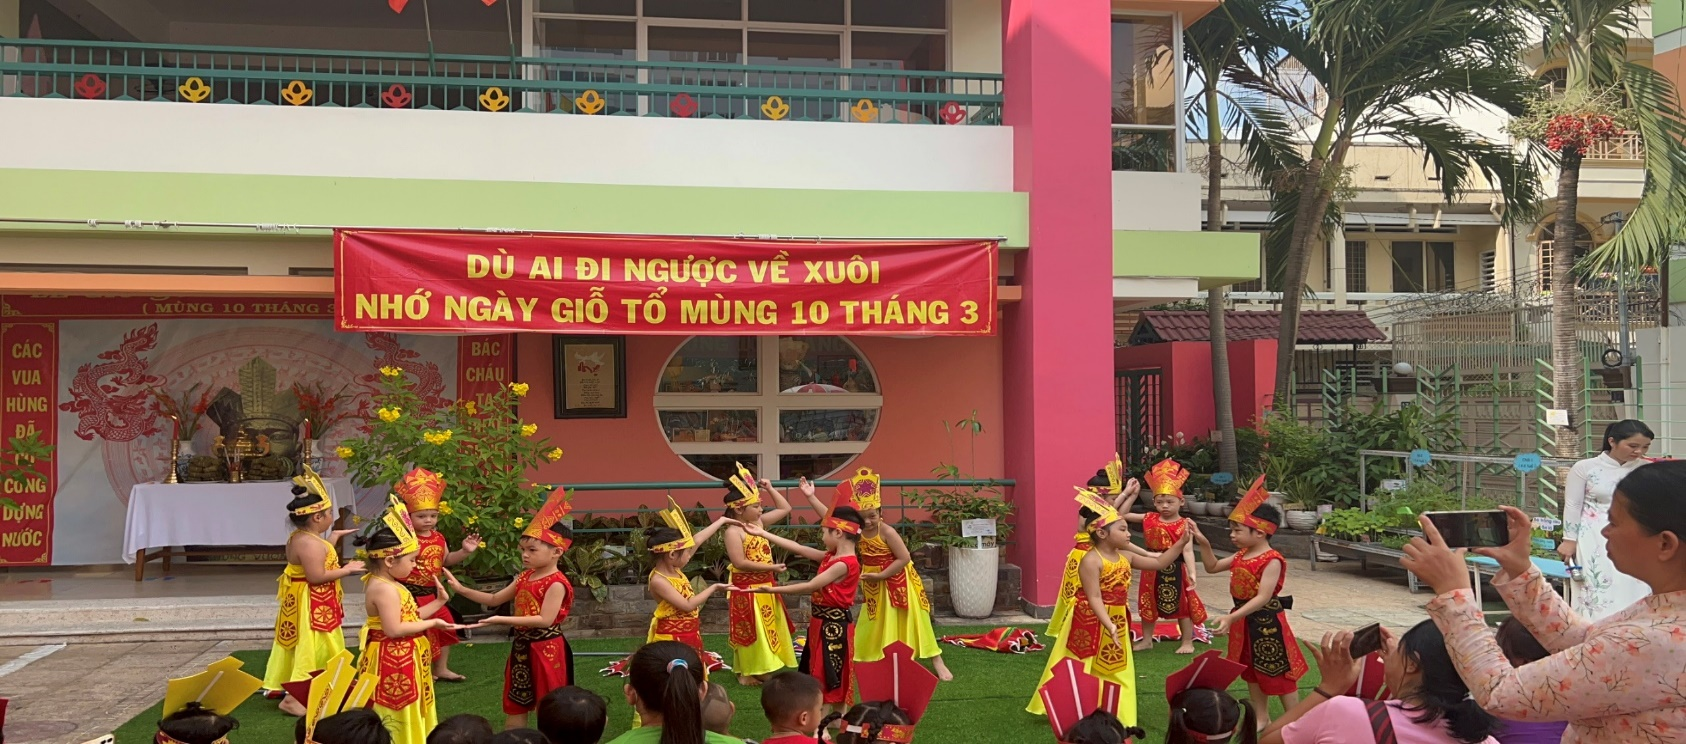 DÙ AI ĐI NGƯỢC VỀ XUÔI
NHỚ NGÀY GIỖ TỔ MÙNG 10 THÁNG 3
( MÙNG 10 THÁNG 3
CÁC
VUA
HÙNG
ĐÃ
CÔNG
DỰNG
NƯỚC
BÁC
CHÁU
TA